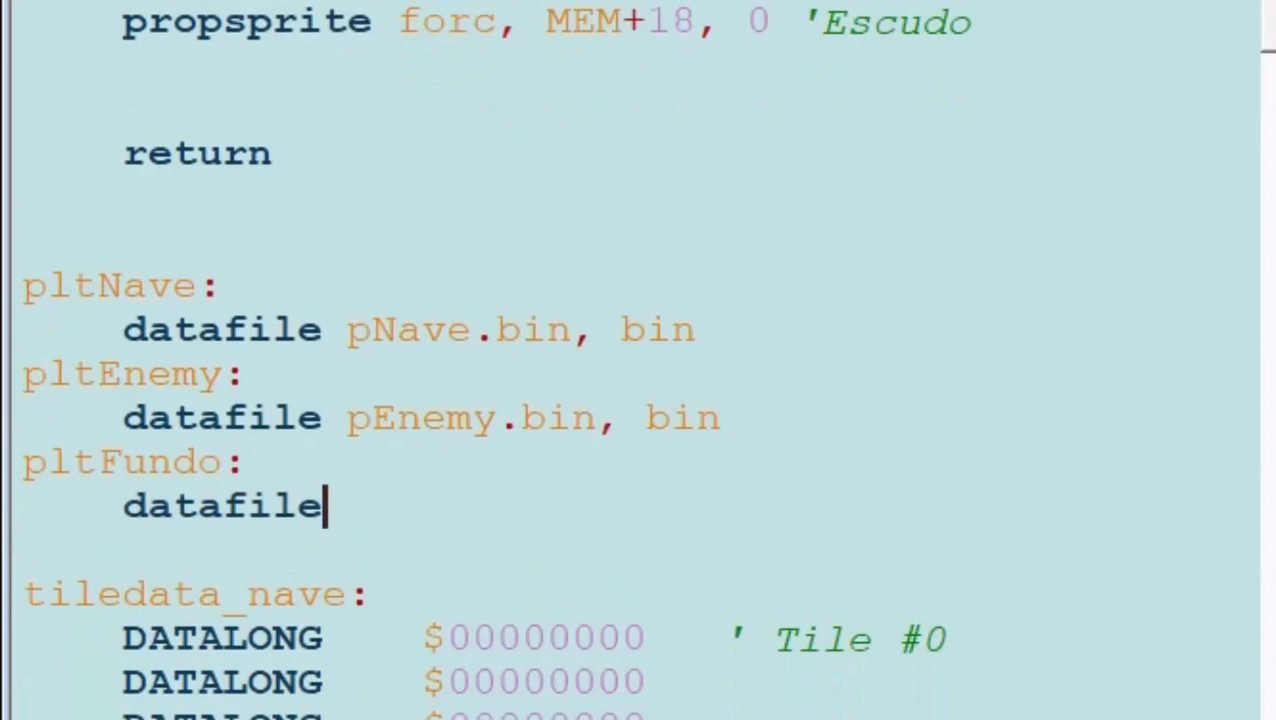 propsprite forc, MEM+18, 0 'Escudo
return
pltNave:
datafile pNave.bin, bin
pltEnemy:
datafile pEnemy.bin, bin
pltFundo:
datafile
tiledata_nave:
DATALONG $00000000 ' Tile #0
DATALONG $00000000